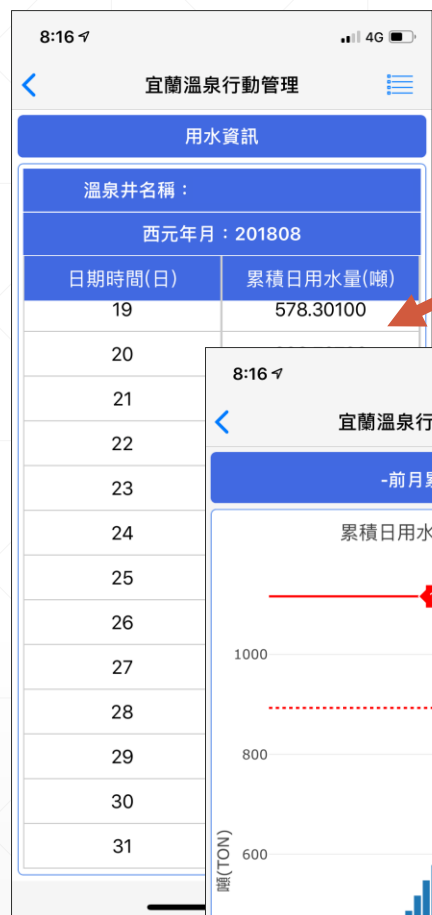 8:16
4G
宜蘭溫泉行動管理
用水資訊
溫泉井名稱：
西元年月：201808
日期時間(日) 累積日用水量(噸)
19 578.30100
20
21
22
23
24
25
26
27
28
29
30
31
8:16
宜蘭溫泉行
-前月
累積日用水
1000
800
600
噸(TON)